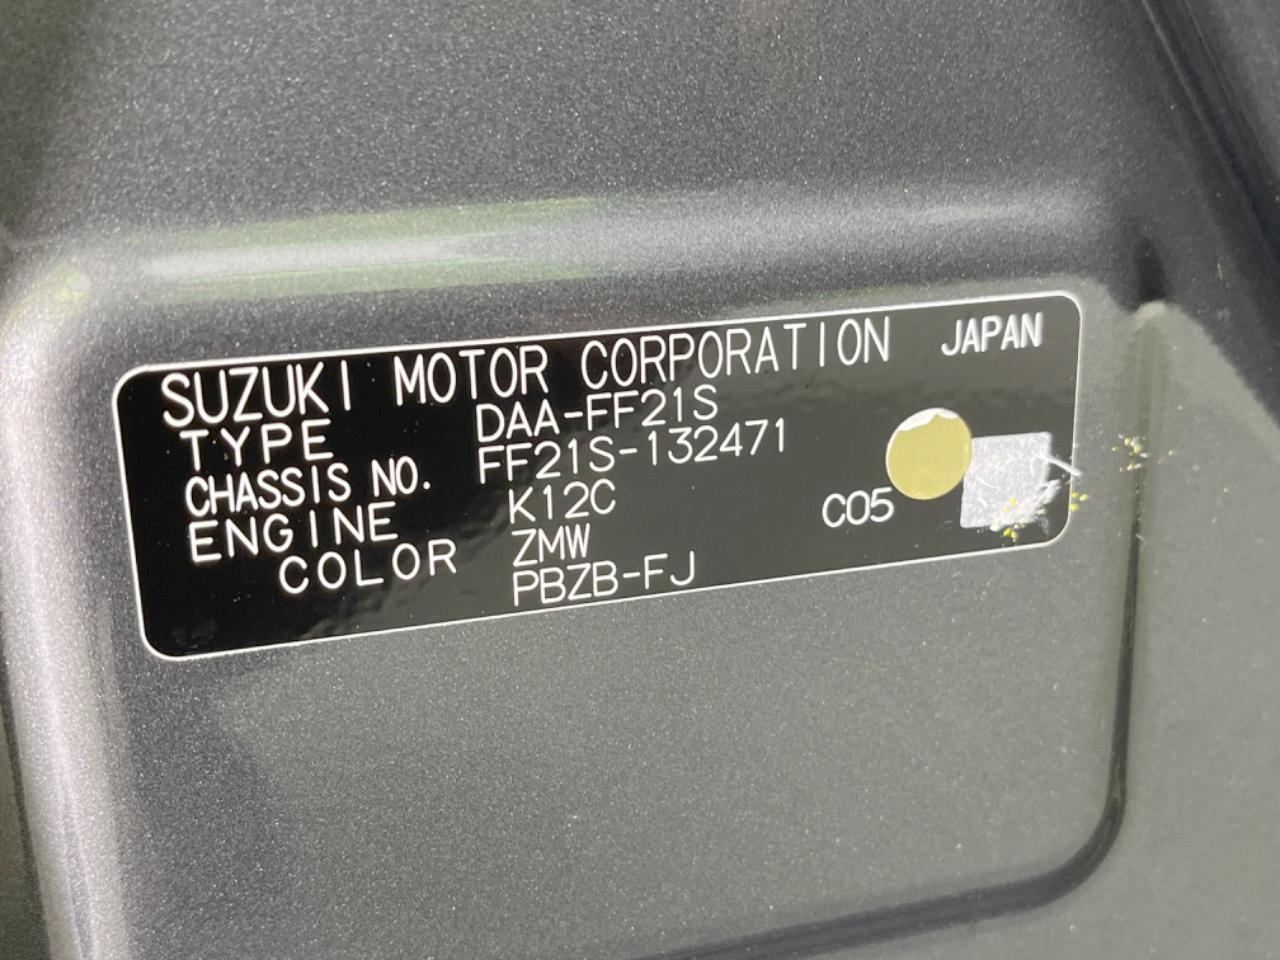 SUZUKI MOTOR CORPORATION JAPAN
TYPE DAA-FF21S
CHASSIS NO. FF21S-132471
ENGINE K12C
COLOR ZMW C05
PBZB-FJ